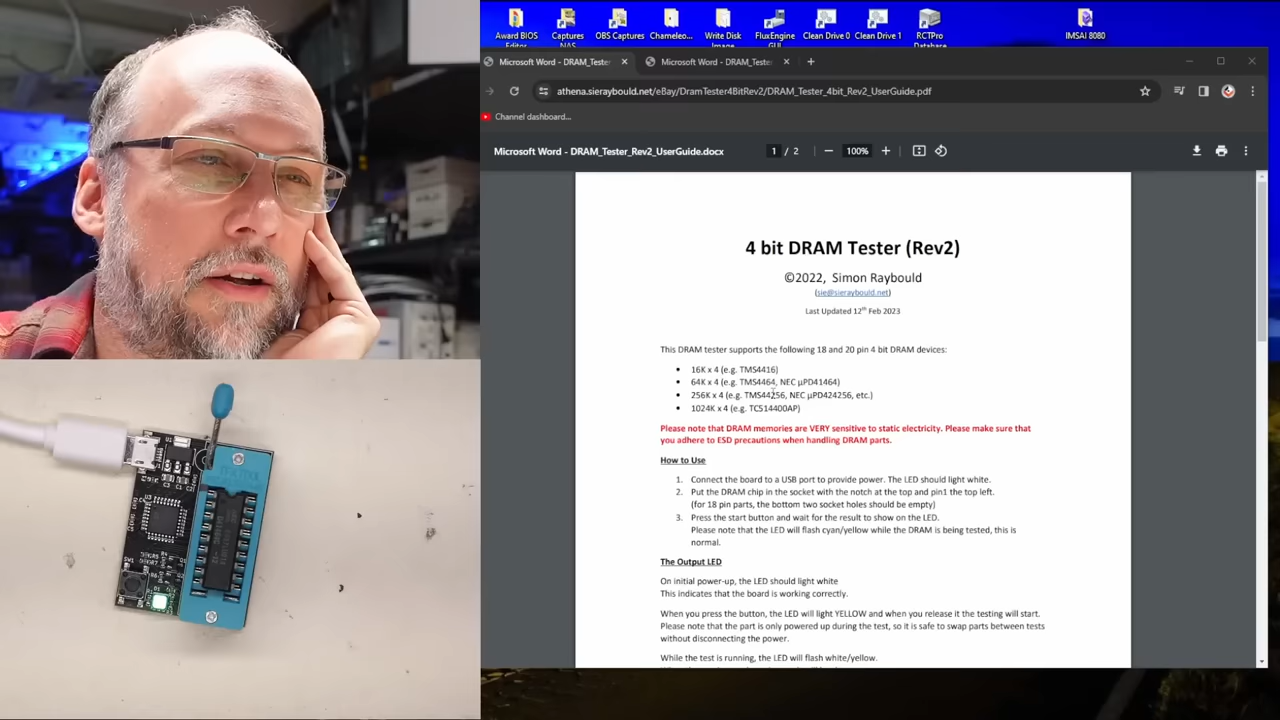 Award BIOS Editor
Captures NAS
OBS Captures
Chameleo...
Write Disk Image
FluxEngine GUI
Clean Drive 0
Clean Drive 1
RCTPro Database
IMSAI 8080
Microsoft Word - DRAM_Tester
Microsoft Word - DRAM_Tester
athena.sieraybould.net/eBay/DramTester4BitRev2/DRAM_Tester_4bit_Rev2_UserGuide.pdf
Channel dashboard...
Microsoft Word - DRAM_Tester_Rev2_UserGuide.docx
1 / 2
100%
4 bit DRAM Tester (Rev2)
©2022, Simon Raybould
(sie@sieraybould.net)
Last Updated 12th Feb 2023
This DRAM tester supports the following 18 and 20 pin 4 bit DRAM devices:
• 16K x 4 (e.g. TMS4416)
• 64K x 4 (e.g. TMS4464, NEC µPD41464)
• 256K x 4 (e.g. TMS44256, NEC µPD424256, etc.)
• 1024K x 4 (e.g. TC514400AP)
Please note that DRAM memories are VERY sensitive to static electricity. Please make sure that
you adhere to ESD precautions when handling DRAM parts.
How to Use
1. Connect the board to a USB port to provide power. The LED should light white.
2. Put the DRAM chip in the socket with the notch at the top and pin1 the top left.
(for 18 pin parts, the bottom two socket holes should be empty)
3. Press the start button and wait for the result to show on the LED.
Please note that the LED will flash cyan/yellow while the DRAM is being tested, this is
normal.
The Output LED
On initial power-up, the LED should light white
This indicates that the board is working correctly.
When you press the button, the LED will light YELLOW and when you release it the testing will start.
Please note that the part is only powered up during the test, so it is safe to swap parts between tests
without disconnecting the power.
While the test is running, the LED will flash white/yellow.